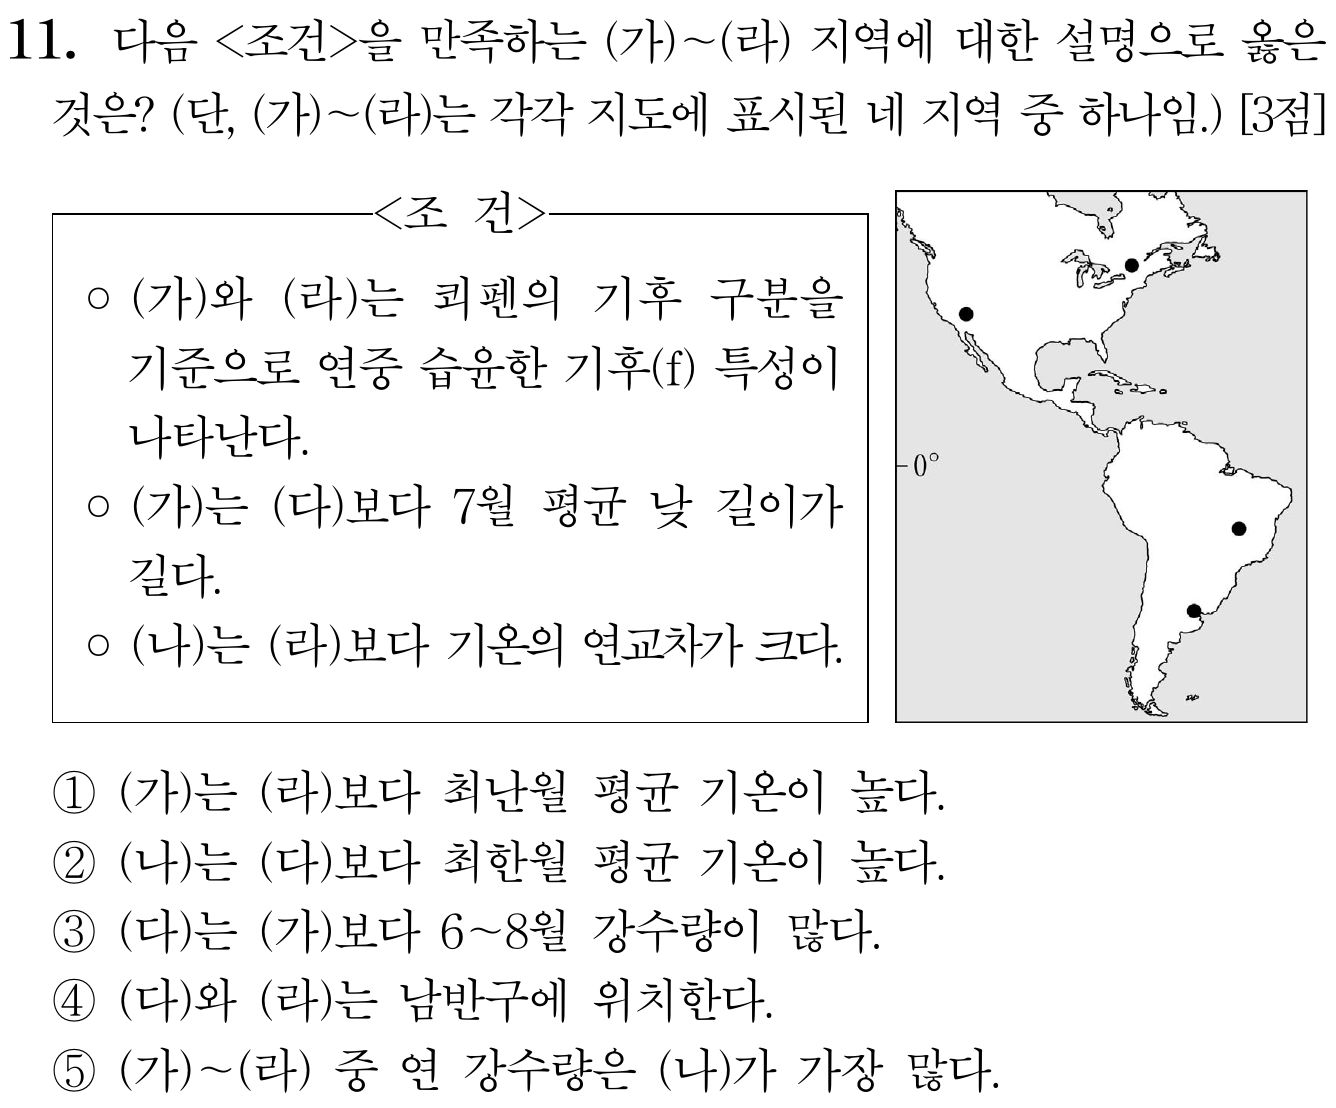 11. 다음 <조건>을 만족하는 (가)~(라) 지역에 대한 설명으로 옳은
것은? (단, (가)~(라)는 각각 지도에 표시된 네 지역 중 하나임.) [3점]
<조 건>
○ (가)와 (라)는 쾨펜의 기후 구분을
기준으로 연중 습윤한 기후(f) 특성이
나타난다.
○ (가)는 (다)보다 7월 평균 낮 길이가
길다.
○ (나)는 (라)보다 기온의 연교차가 크다.
0°
① (가)는 (라)보다 최난월 평균 기온이 높다.
② (나)는 (다)보다 최한월 평균 기온이 높다.
③ (다)는 (가)보다 6~8월 강수량이 많다.
④ (다)와 (라)는 남반구에 위치한다.
⑤ (가)~(라) 중 연 강수량은 (나)가 가장 많다.